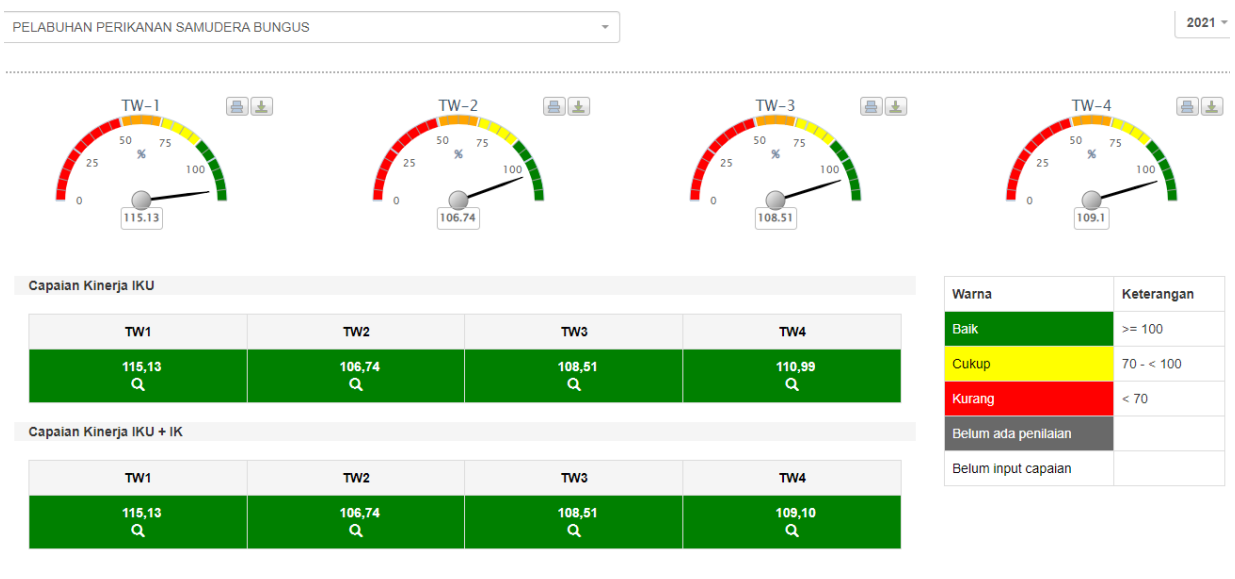 PELABUHAN PERIKANAN SAMUDERA BUNGUS
2021
TW-1
0
25
50
75
100
%
115.13
TW-2
0
25
50
75
100
%
106.74
TW-3
0
25
50
75
100
%
108.51
TW-4
0
25
50
75
100
%
109.1
Capaian Kinerja IKU
TW1 TW2 TW3 TW4
115,13 106,74 108,51 110,99
Capaian Kinerja IKU + IK
TW1 TW2 TW3 TW4
115,13 106,74 108,51 109,10
Warna Keterangan
Baik >= 100
Cukup 70 - < 100
Kurang < 70
Belum ada penilaian
Belum input capaian